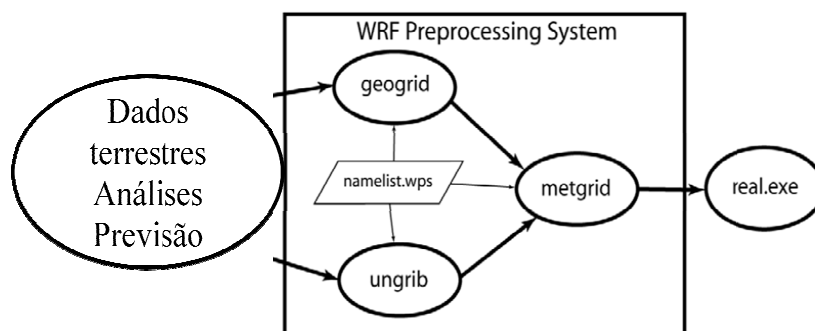 WRF Preprocessing System
Dados
terrestres
Análises
Previsão
geogrid
namelist.wps
metgrid
real.exe
ungrib